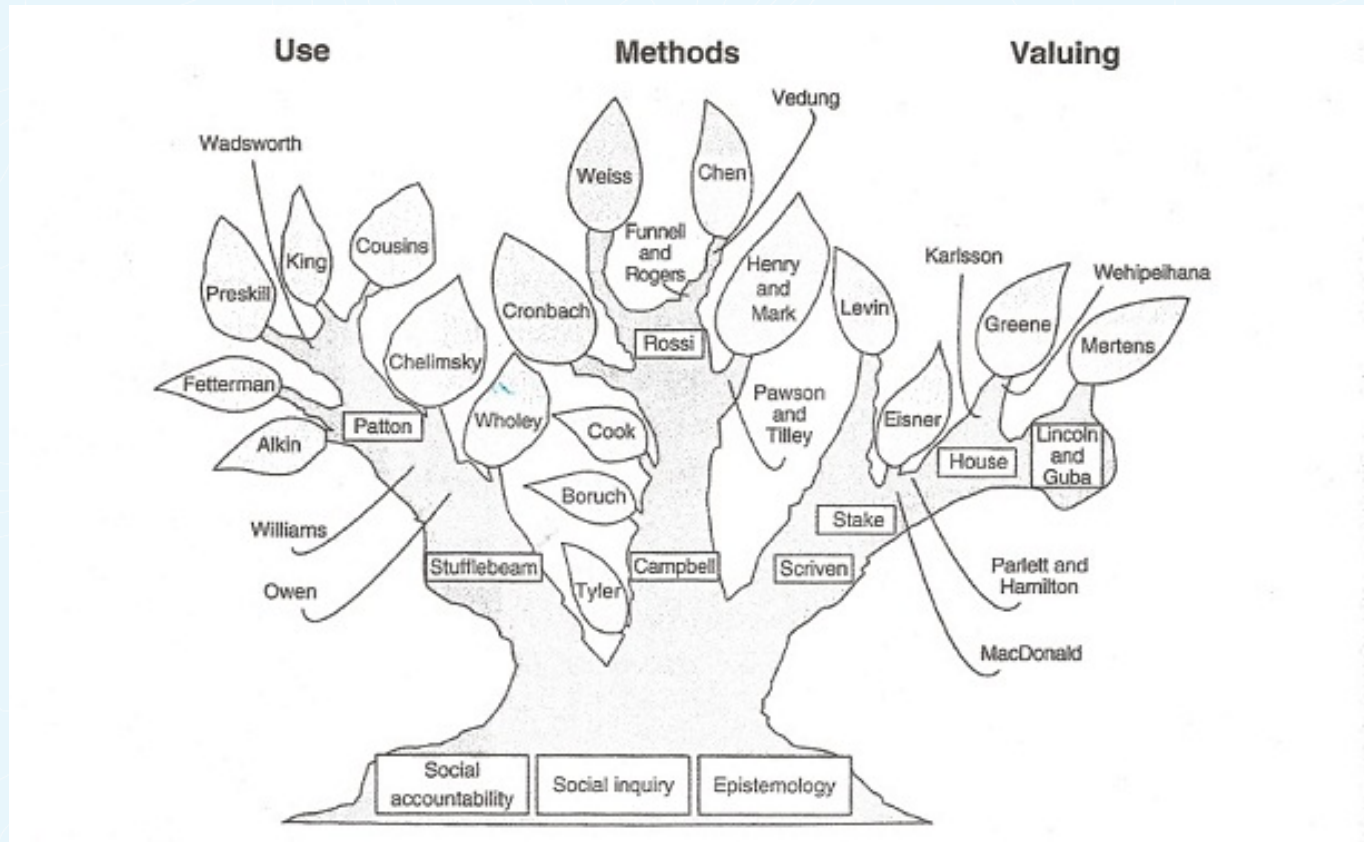 Use
Methods
Valuing
Wadsworth
Preskill
King
Cousins
Fetterman
Alkin
Chelimsky
Patton
Williams
Owen
Stufflebeam
Wholey
Cronbach
Weiss
Chen
Vedung
Funnell
and
Rogers
Henry
and
Mark
Rossi
Cook
Boruch
Tyler
Campbell
Pawson
and
Tilley
Levin
Eisner
Karlsson
Greene
Wehipeihana
Mertens
House
Lincoln
and
Guba
Stake
Scriven
Parlett and
Hamilton
MacDonald
Social
accountability
Social inquiry
Epistemology